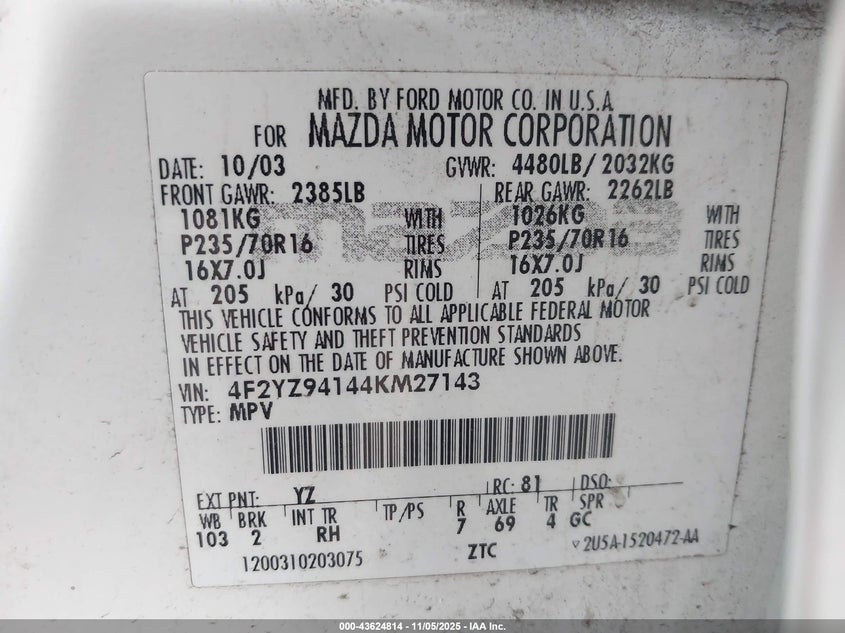 MFD. BY FORD MOTOR CO. IN U.S.A
FOR MAZDA MOTOR CORPORATION
DATE: 10/03 GVWR: 4480LB/ 2032KG
FRONT GAWR: 2385LB REAR GAWR: 2262LB
1081KG WITH 1026KG WITH
P235/70R16 TIRES P235/70R16 TIRES
16X7.0J RIMS 16X7.0J RIMS
AT 205 kPa/ 30 PSI COLD AT 205 kPa/ 30 PSI COLD
THIS VEHICLE CONFORMS TO ALL APPLICABLE FEDERAL MOTOR
VEHICLE SAFETY AND THEFT PREVENTION STANDARDS
IN EFFECT ON THE DATE OF MANUFACTURE SHOWN ABOVE.
VIN: 4F2YZ94144KM27143
TYPE: MPV
EXT PNT: YZ RC: 81 DSO:
WB BRK INT TR TP/PS R AXLE TR SPR
103 2 RH 7 69 4 GC
1200310203075 ZTC 2U5A-1520472-AA
mazda
000-43624814 - 11/05/2025 - IAA Inc.